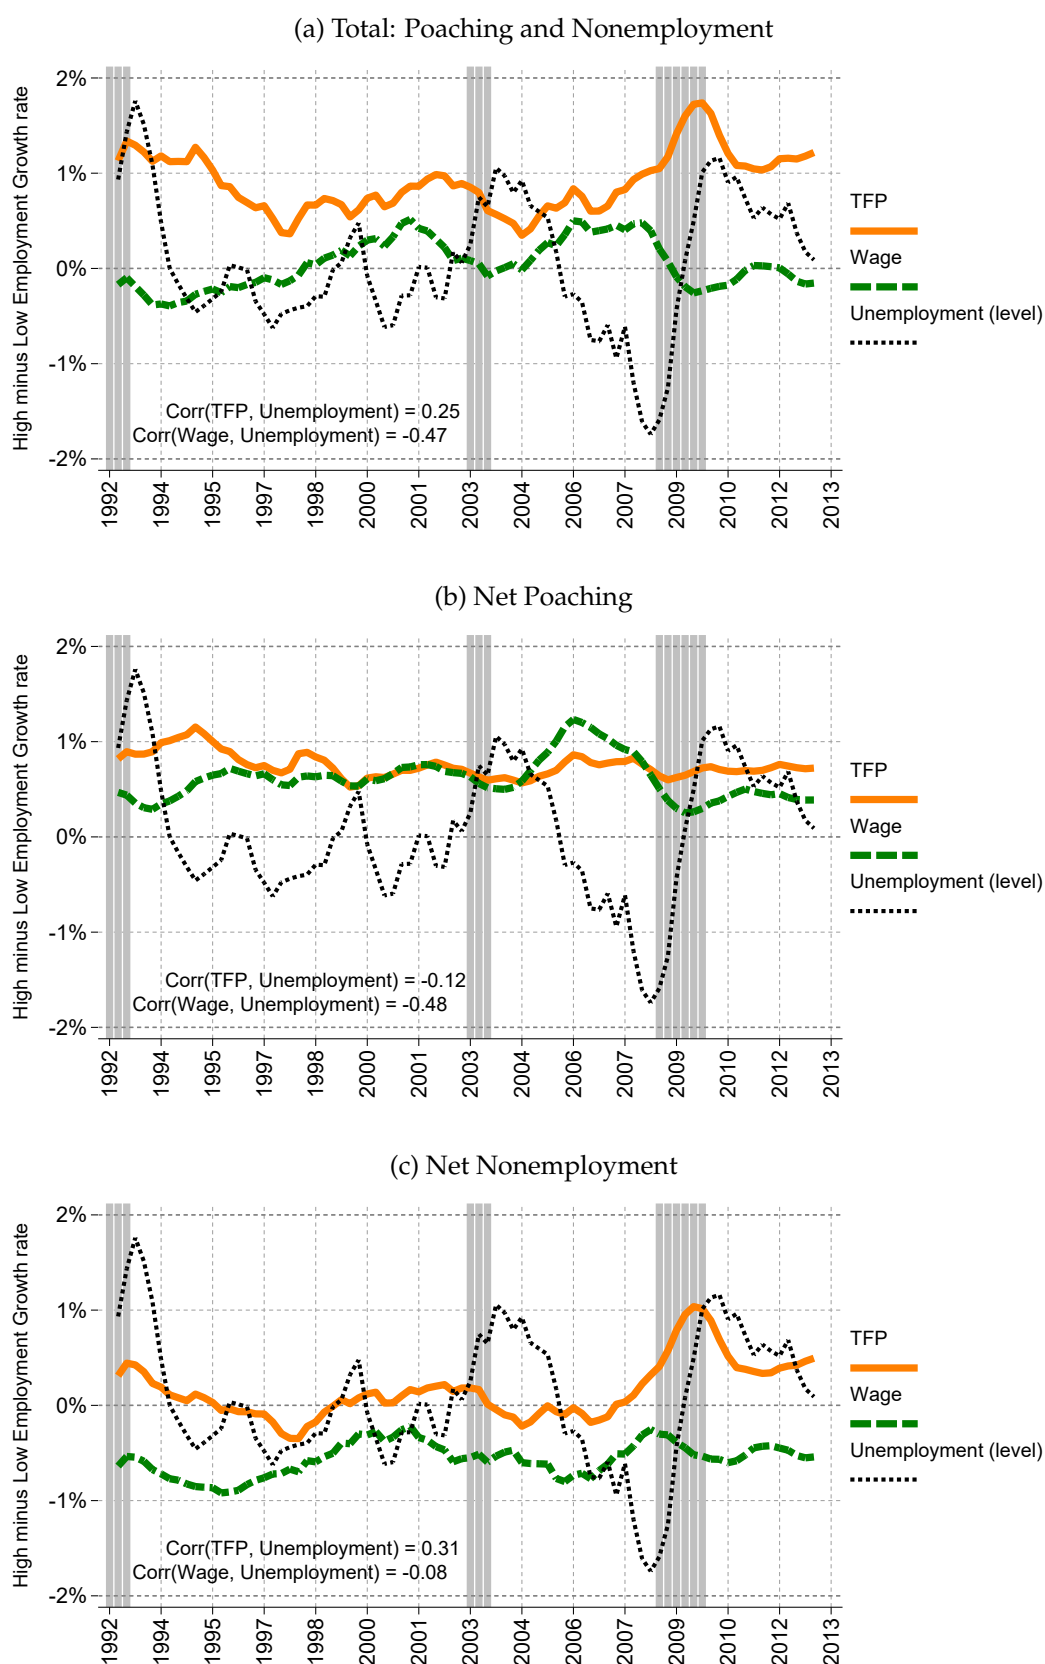 (a) Total: Poaching and Nonemployment
High minus Low Employment Growth rate
2%
1%
0%
-1%
-2%
Corr(TFP, Unemployment) = 0.25
Corr(Wage, Unemployment) = -0.47
1992
1994
1995
1997
1998
2000
2001
2003
2004
2006
2007
2009
2010
2012
2013
TFP
Wage
Unemployment (level)
(b) Net Poaching
High minus Low Employment Growth rate
2%
1%
0%
-1%
-2%
Corr(TFP, Unemployment) = -0.12
Corr(Wage, Unemployment) = -0.48
1992
1994
1995
1997
1998
2000
2001
2003
2004
2006
2007
2009
2010
2012
2013
TFP
Wage
Unemployment (level)
(c) Net Nonemployment
High minus Low Employment Growth rate
2%
1%
0%
-1%
-2%
Corr(TFP, Unemployment) = 0.31
Corr(Wage, Unemployment) = -0.08
1992
1994
1995
1997
1998
2000
2001
2003
2004
2006
2007
2009
2010
2012
2013
TFP
Wage
Unemployment (level)